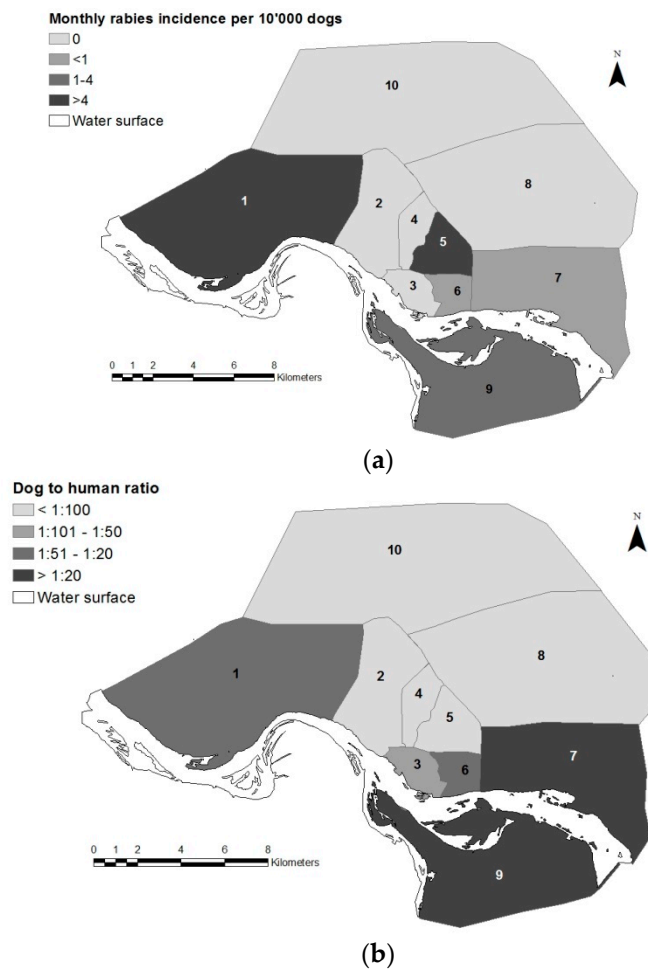 Monthly rabies incidence per 10'000 dogs
0
<1
1-4
>4
Water surface
N
10
8
1
2
4
5
3
6
7
9
0 1 2 4 6 8
Kilometers
(a)
Dog to human ratio
< 1:100
1:101 - 1:50
1:51 - 1:20
> 1:20
Water surface
N
10
8
1
2
4
5
3
6
7
9
0 1 2 4 6 8
Kilometers
(b)